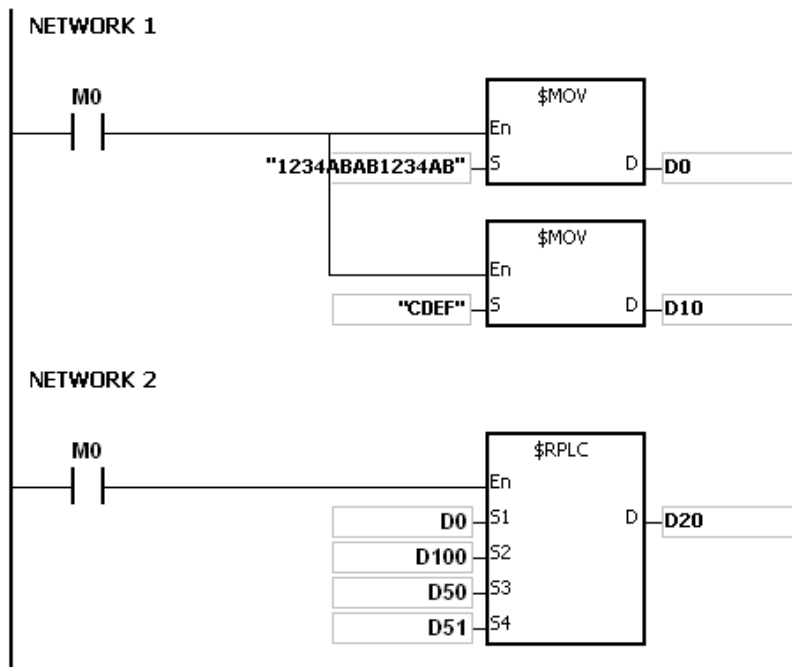 NETWORK 1
M0
$MOV
En
"1234ABAB1234AB" S D D0
$MOV
En
"CDEF" S D D10
NETWORK 2
M0
$RPLC
En
D0 S1 D D20
D100 S2
D50 S3
D51 S4